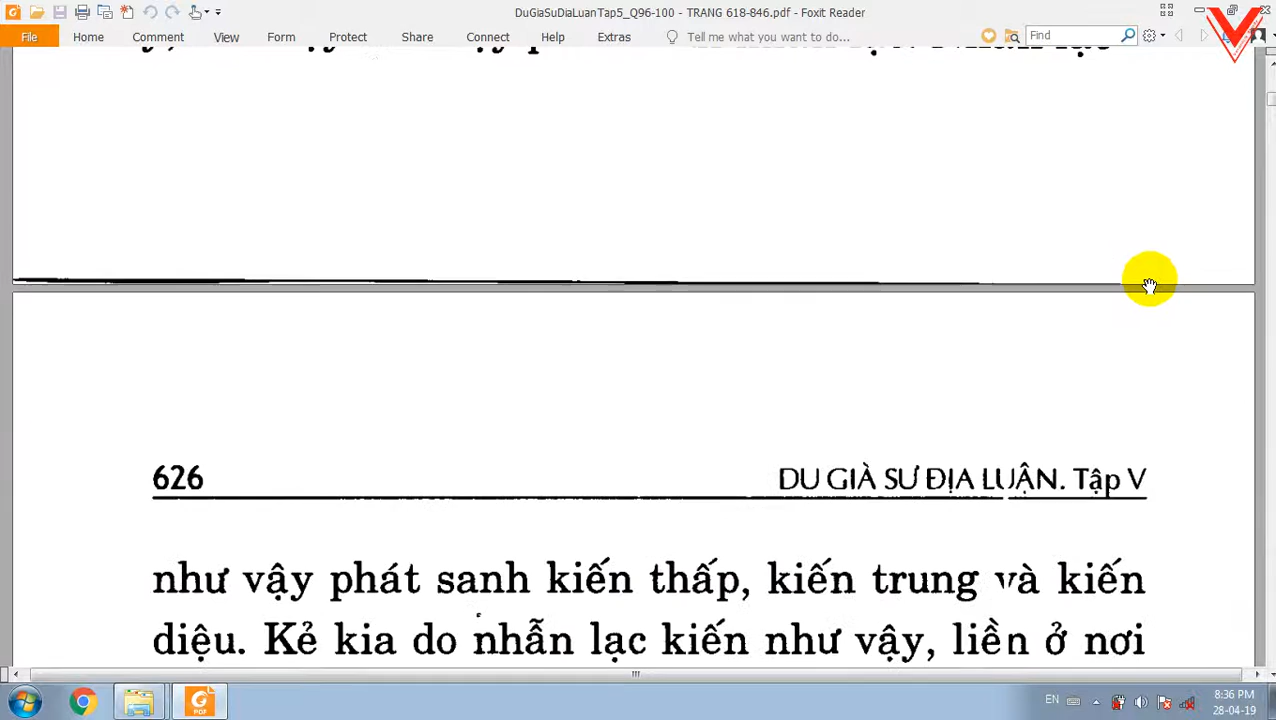 DuGiaSuDiaLuanTap5_Q96-100 - TRANG 618-846.pdf - Foxit Reader
File Home Comment View Form Protect Share Connect Help Extras Tell me what you want to do... Find
626 DU GIÀ SƯ ĐỊA LUẬN. Tập V
như vậy phát sanh kiến thấp, kiến trung và kiến
diệu. Kẻ kia do nhẫn lạc kiến như vậy, liền ở nơi
PDF
EN 8:36 PM
28-04-19